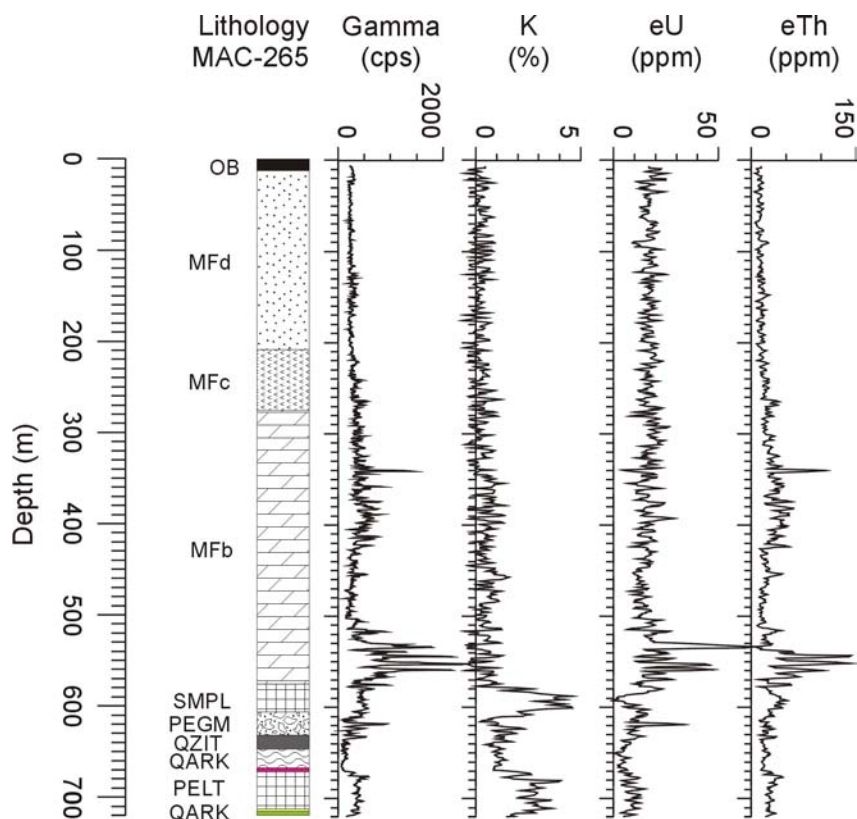 Lithology
MAC-265
Gamma
(cps)
K
(%)
eU
(ppm)
eTh
(ppm)
0
2000
0
5
0
50
0
150
Depth (m)
0
100
200
300
400
500
600
700
OB
MFd
MFc
MFb
SMPL
PEGM
QZIT
QARK
PELT
QARK